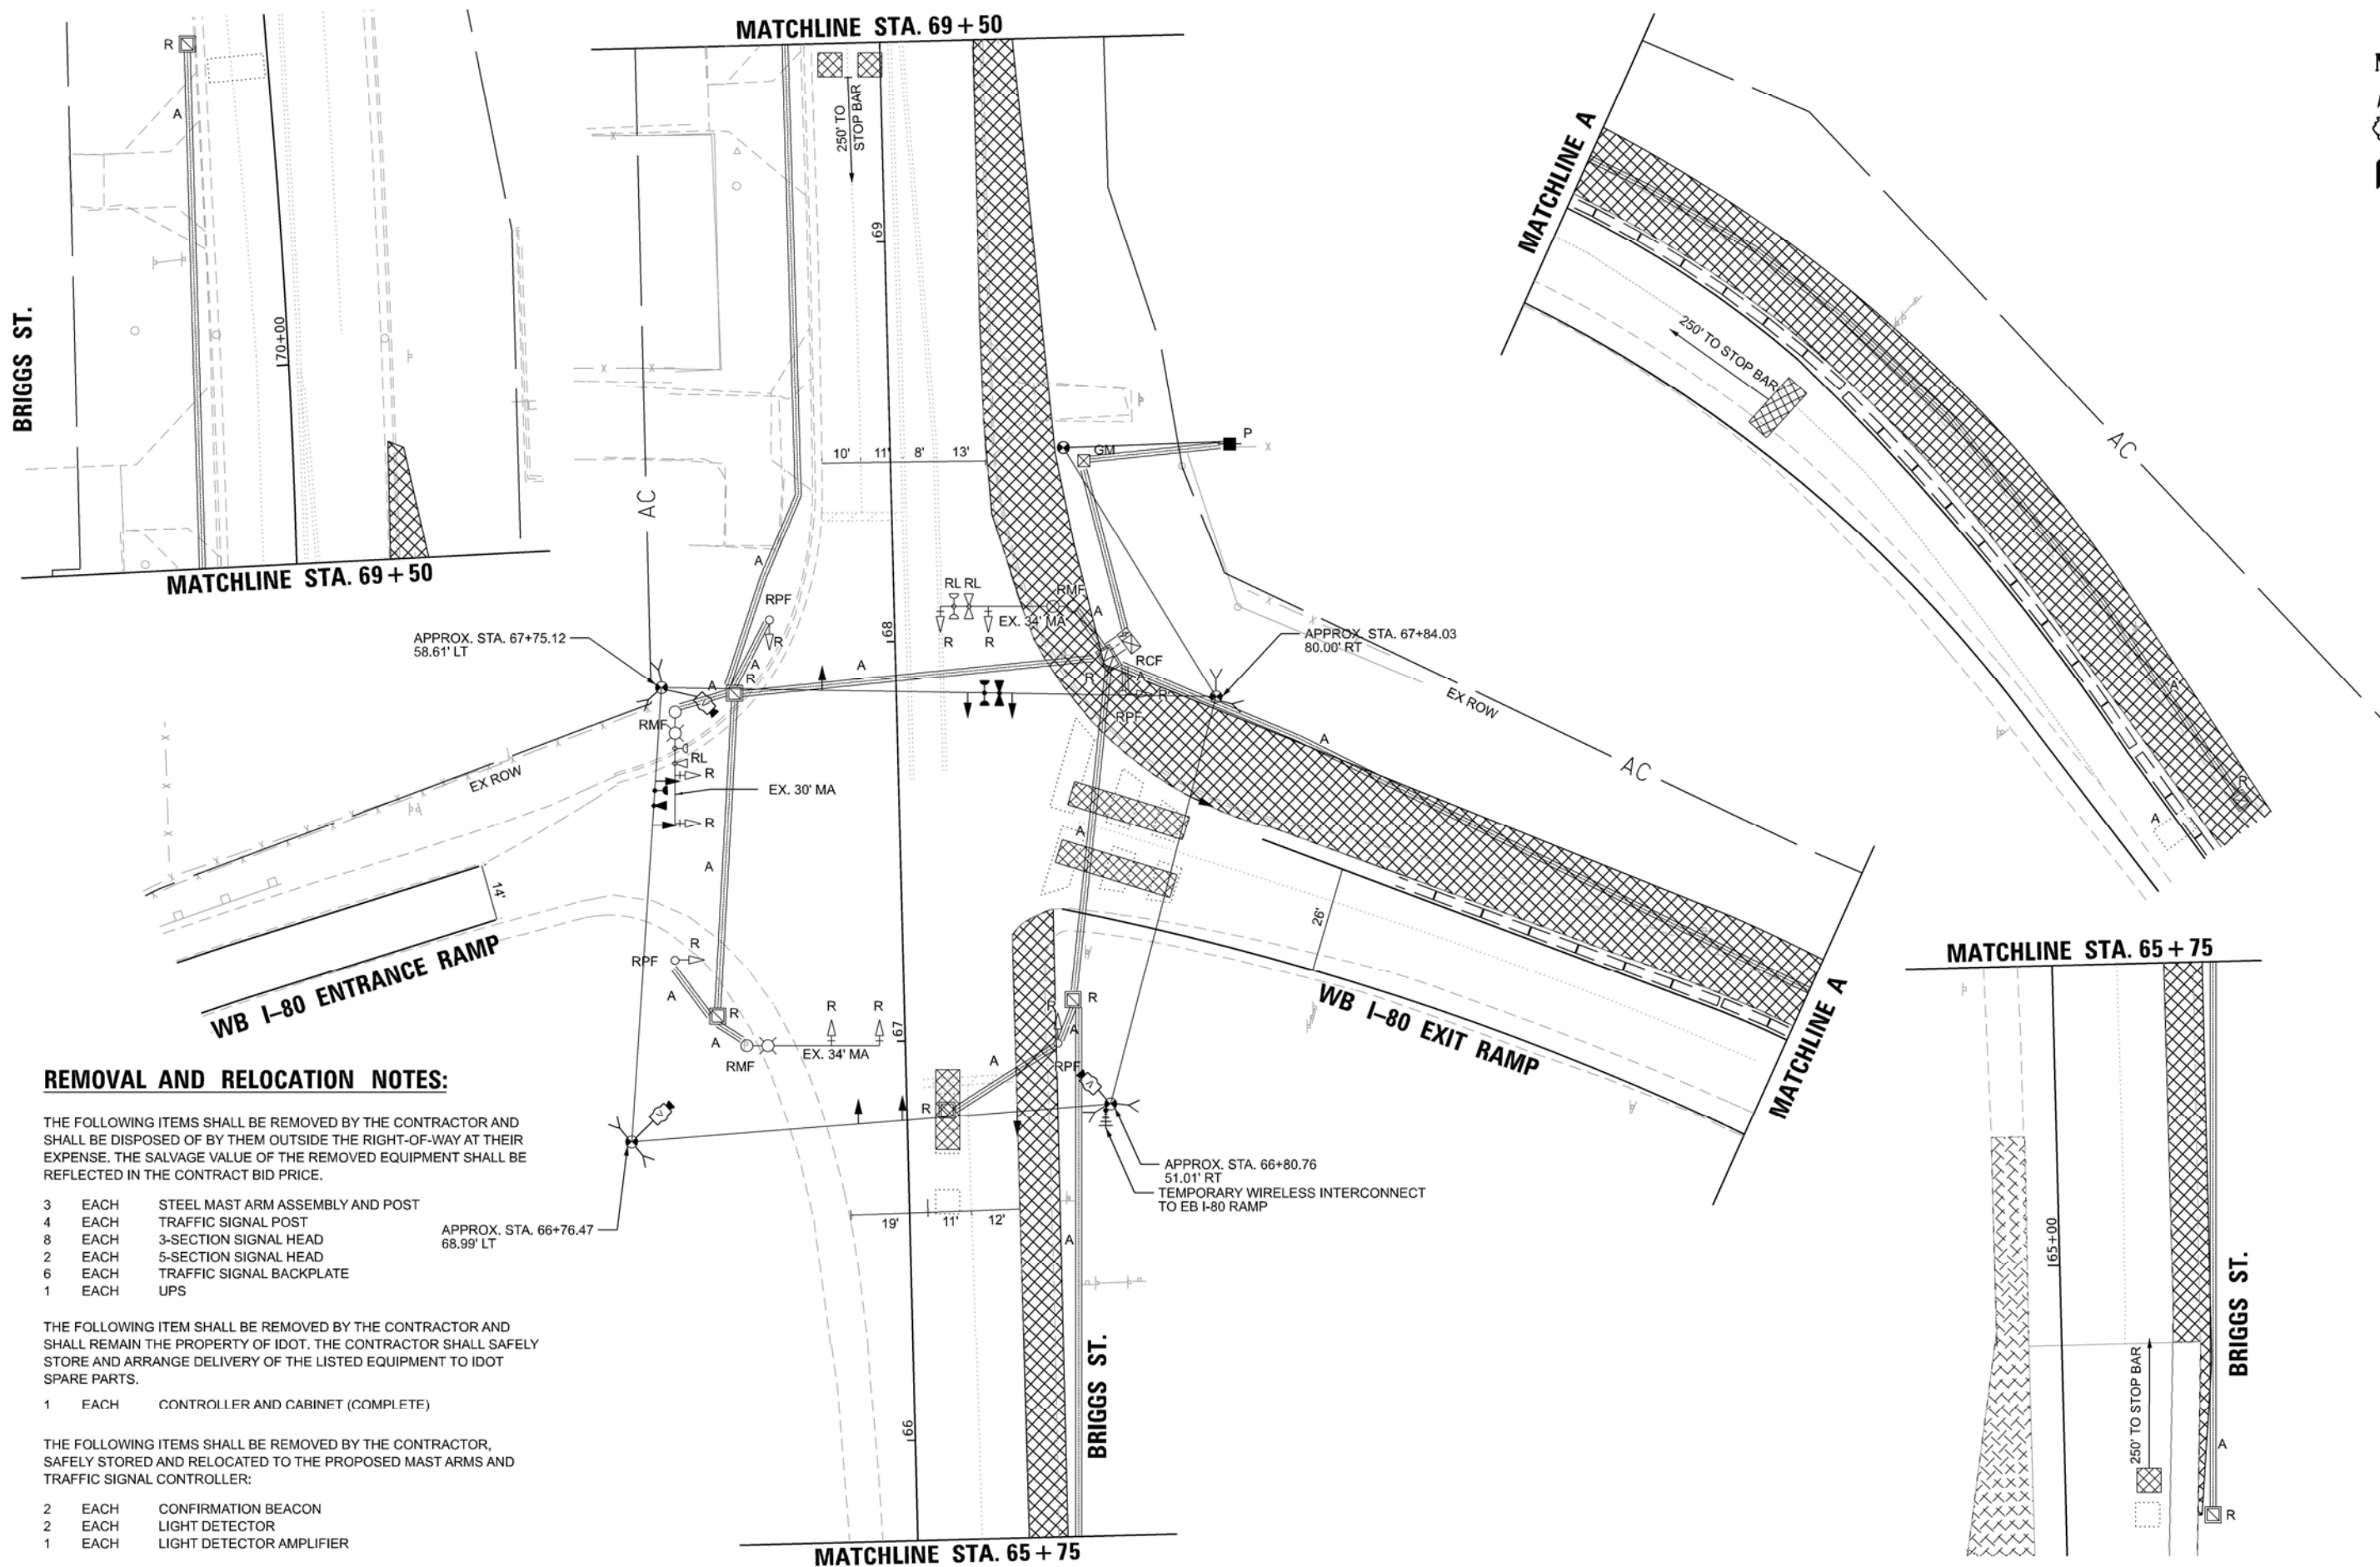 MATCHLINE STA. 69+50
R
A
BRIGGS ST.
170+00
MATCHLINE STA. 69+50
250' TO
STOP BAR
69
AC
10'
11'
8'
13'
GM
P
A
RPF
R
A
RL RL
RMF
A
EX. 34' MA
R
R
68
APPROX. STA. 67+75.12
58.61' LT
A
R
A
RMF
RL
R
R
EX. 30' MA
EX ROW
RCF
R
A
R
RPF
APPROX. STA. 67+84.03
80.00' RT
EX ROW
AC
A
A
A
14'
WB I-80 ENTRANCE RAMP
R
RPF
A
R
A
RMF
R
R
EX. 34' MA
67
26'
WB I-80 EXIT RAMP
MATCHLINE A
R
R
A
A
RPF
R
V
V
APPROX. STA. 66+80.76
51.01' RT
TEMPORARY WIRELESS INTERCONNECT
TO EB I-80 RAMP
APPROX. STA. 66+76.47
68.99' LT
19'
11'
12'
A
66
BRIGGS ST.
MATCHLINE STA. 65+75
MATCHLINE A
250' TO STOP BAR
AC
A
R
A
MATCHLINE STA. 65+75
165+00
250' TO STOP BAR
BRIGGS ST.
A
R
REMOVAL AND RELOCATION NOTES:
THE FOLLOWING ITEMS SHALL BE REMOVED BY THE CONTRACTOR AND
SHALL BE DISPOSED OF BY THEM OUTSIDE THE RIGHT-OF-WAY AT THEIR
EXPENSE. THE SALVAGE VALUE OF THE REMOVED EQUIPMENT SHALL BE
REFLECTED IN THE CONTRACT BID PRICE.
3 EACH STEEL MAST ARM ASSEMBLY AND POST
4 EACH TRAFFIC SIGNAL POST
8 EACH 3-SECTION SIGNAL HEAD
2 EACH 5-SECTION SIGNAL HEAD
6 EACH TRAFFIC SIGNAL BACKPLATE
1 EACH UPS
THE FOLLOWING ITEM SHALL BE REMOVED BY THE CONTRACTOR AND
SHALL REMAIN THE PROPERTY OF IDOT. THE CONTRACTOR SHALL SAFELY
STORE AND ARRANGE DELIVERY OF THE LISTED EQUIPMENT TO IDOT
SPARE PARTS.
1 EACH CONTROLLER AND CABINET (COMPLETE)
THE FOLLOWING ITEMS SHALL BE REMOVED BY THE CONTRACTOR,
SAFELY STORED AND RELOCATED TO THE PROPOSED MAST ARMS AND
TRAFFIC SIGNAL CONTROLLER:
2 EACH CONFIRMATION BEACON
2 EACH LIGHT DETECTOR
1 EACH LIGHT DETECTOR AMPLIFIER